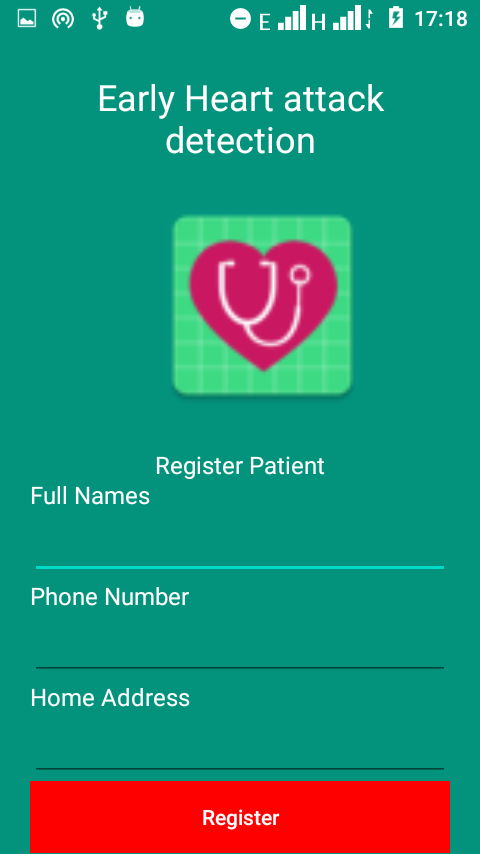 E H 17:18
Early Heart attack
detection
Register Patient
Full Names
Phone Number
Home Address
Register